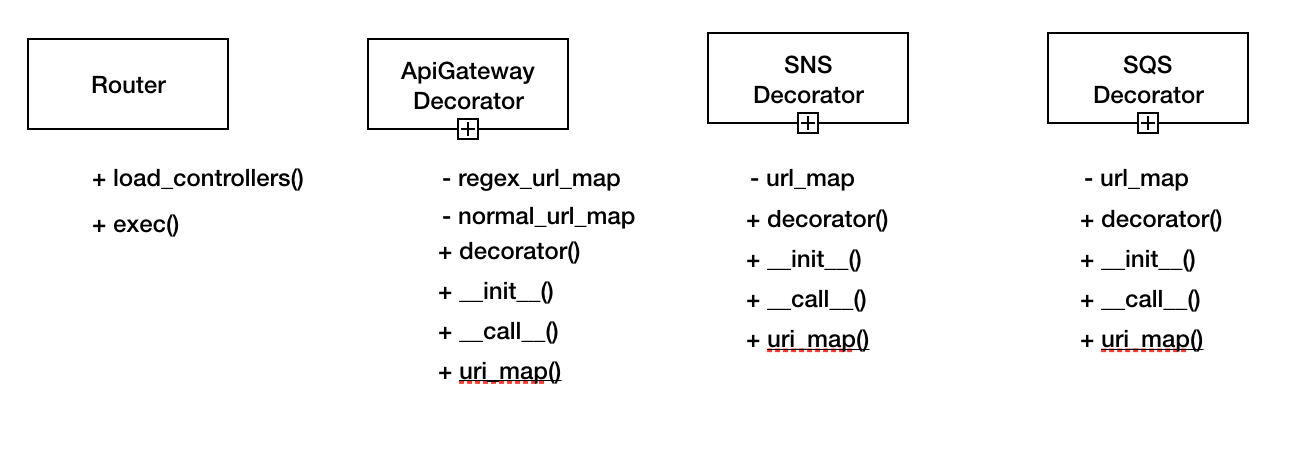 Router
+ load_controllers()
+ exec()
ApiGateway
Decorator
- regex_url_map
- normal_url_map
+ decorator()
+ __init__()
+ __call__()
+ uri_map()
SNS
Decorator
- url_map
+ decorator()
+ __init__()
+ __call__()
+ uri_map()
SQS
Decorator
- url_map
+ decorator()
+ __init__()
+ __call__()
+ uri_map()